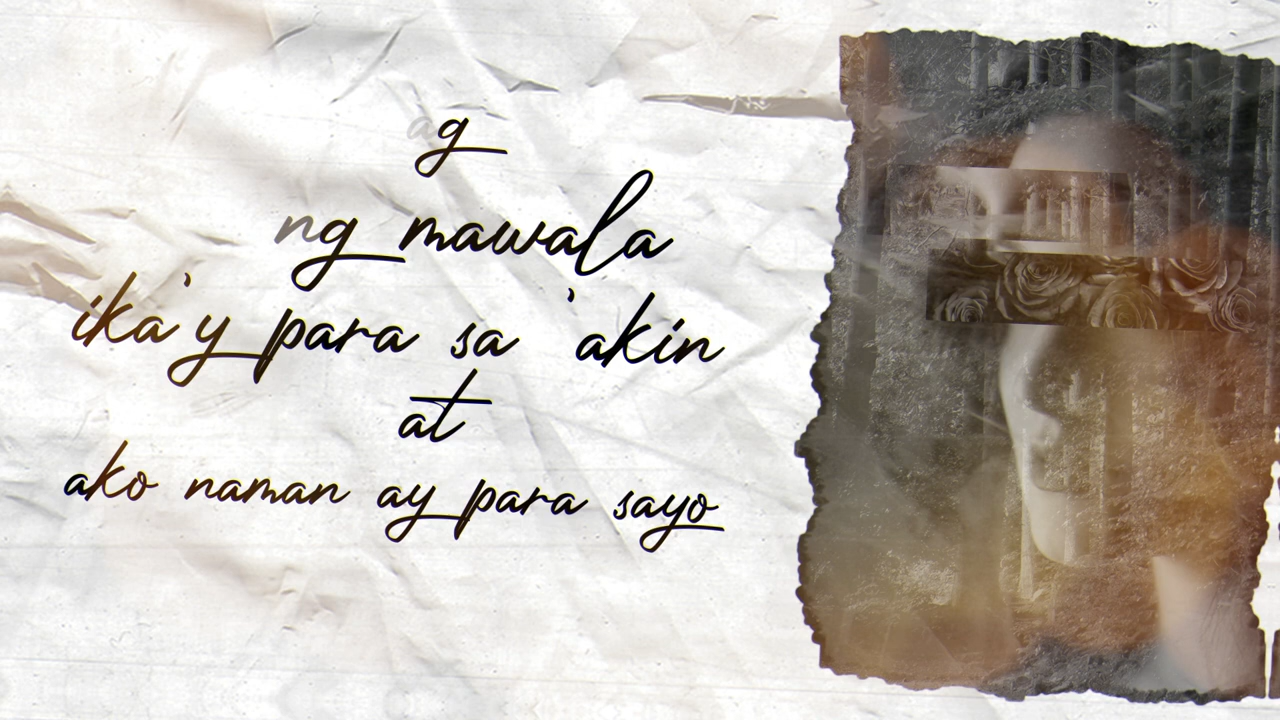 ag
ng mawala
ika'y para sa 'akin
at
ako naman ay para sayo